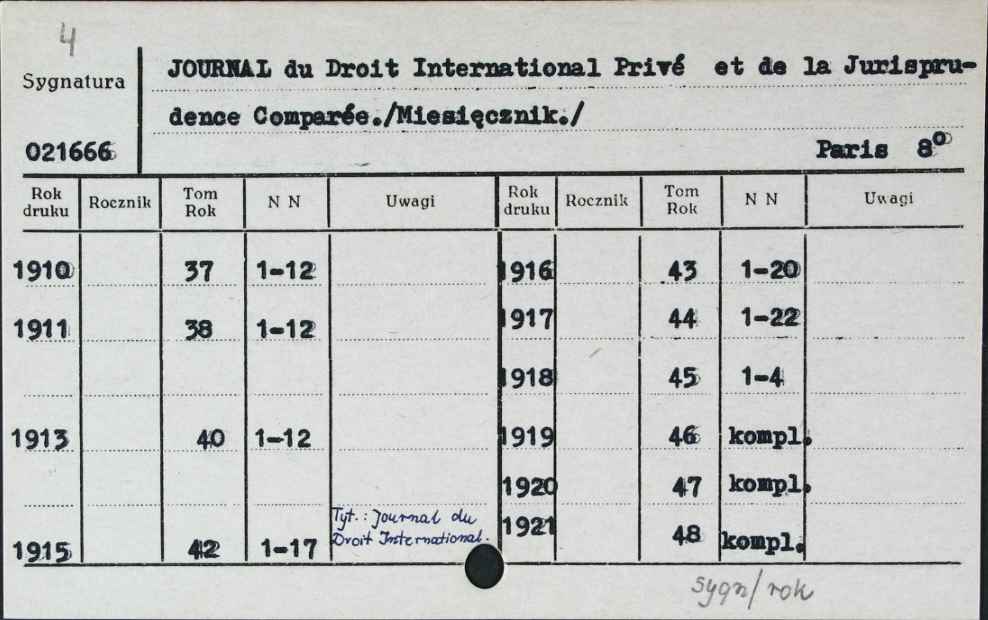 4
Sygnatura
JOURNAL du Droit International Privé et de la Jurispru-
dence Comparée./Miesięcznik./
021666
Paris 8º
Rok druku Rocznik Tom Rok N N Uwagi Rok druku Rocznik Tom Rok N N Uwagi
1910 37 1-12 1916 43 1-20
1911 38 1-12 1917 44 1-22
1918 45 1-4
1913 40 1-12 1919 46 kompl.
1920 47 kompl.
Tyt.: Journal du
Droit International.
1915 42 1-17 1921 48 kompl.
sygn/rok